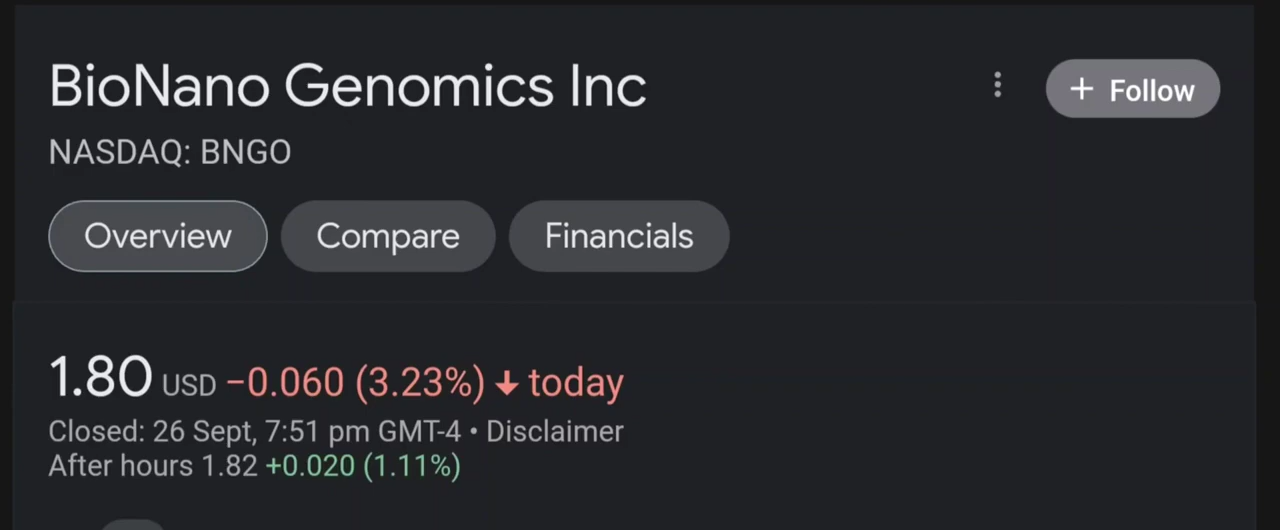 BioNano Genomics Inc
+ Follow
NASDAQ: BNGO
Overview
Compare
Financials
1.80 USD −0.060 (3.23%) ↓ today
Closed: 26 Sept, 7:51 pm GMT-4 • Disclaimer
After hours 1.82 +0.020 (1.11%)